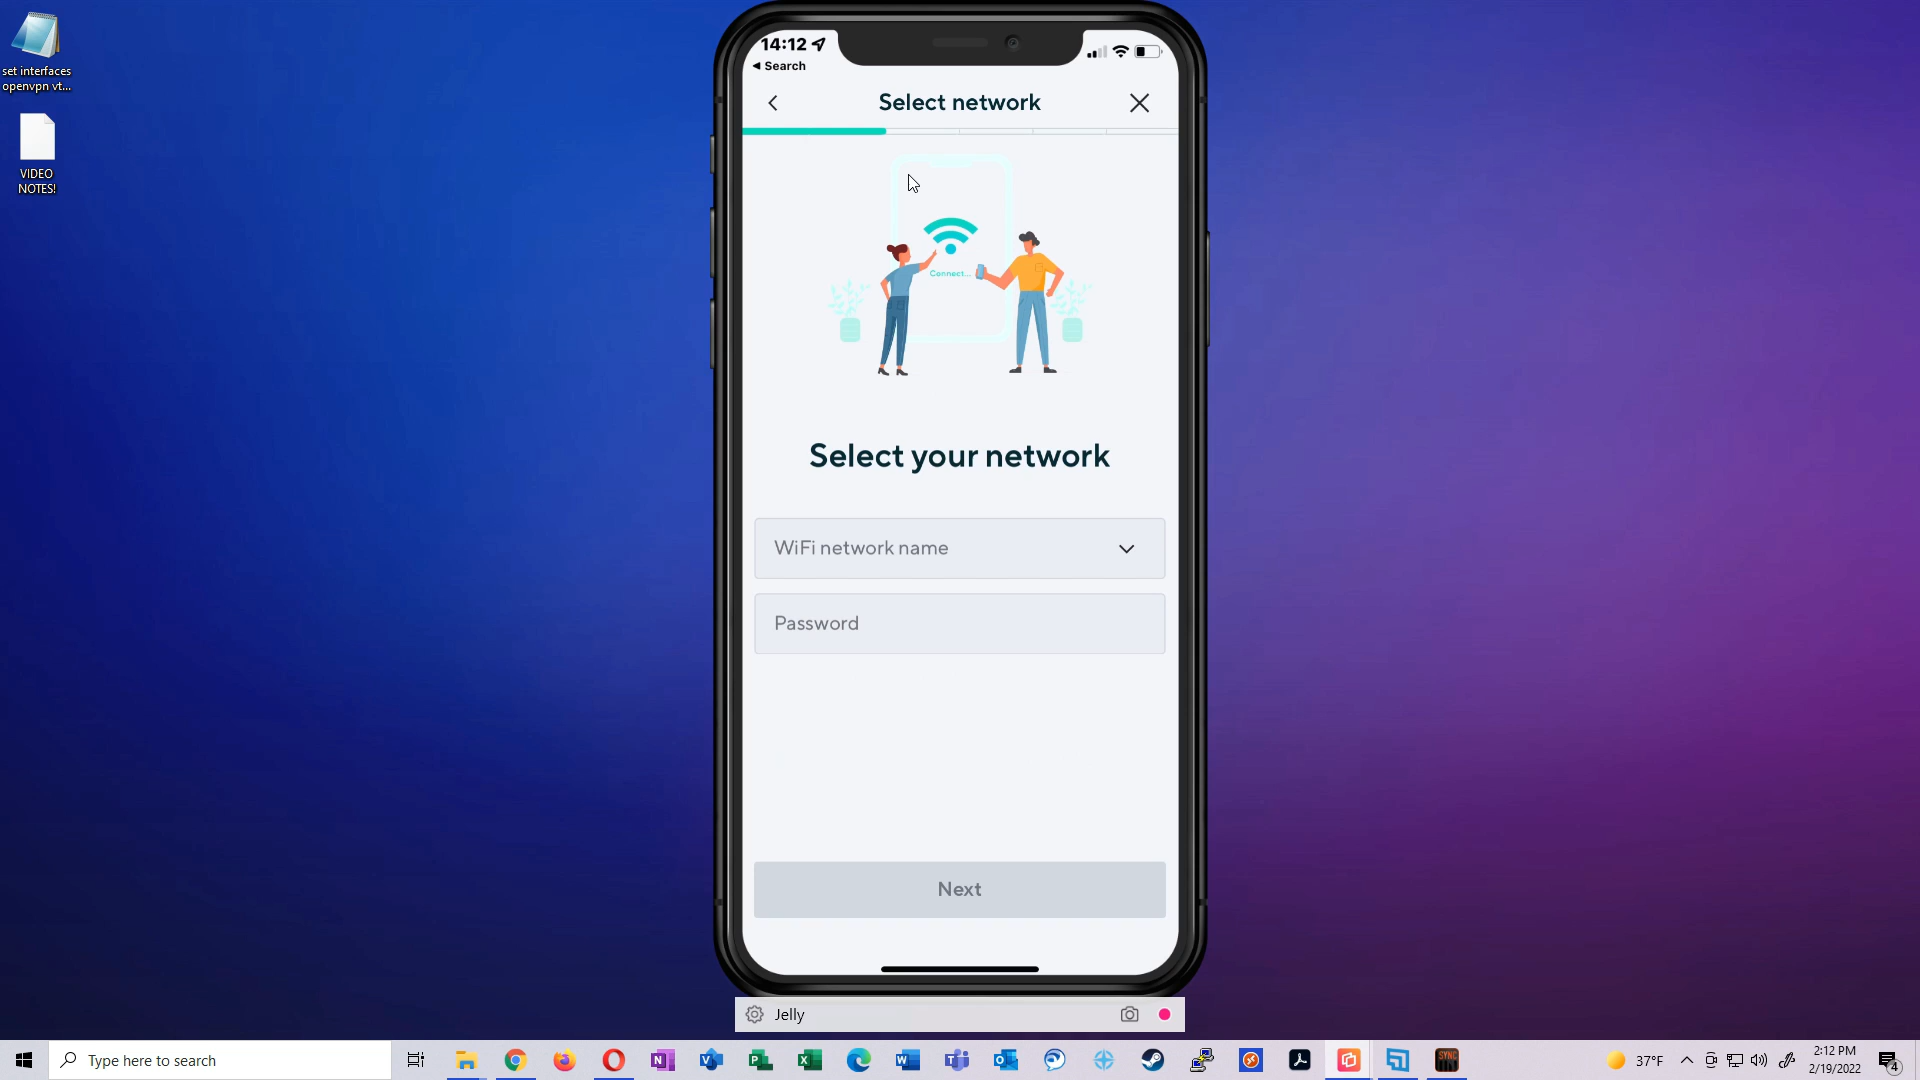 set interfaces
openvpn vt...
VIDEO
NOTES!
14:12
◄ Search
Select network
Connect...
Select your network
WiFi network name
Password
Next
Jelly
Type here to search
37°F
2:12 PM
2/19/2022
4